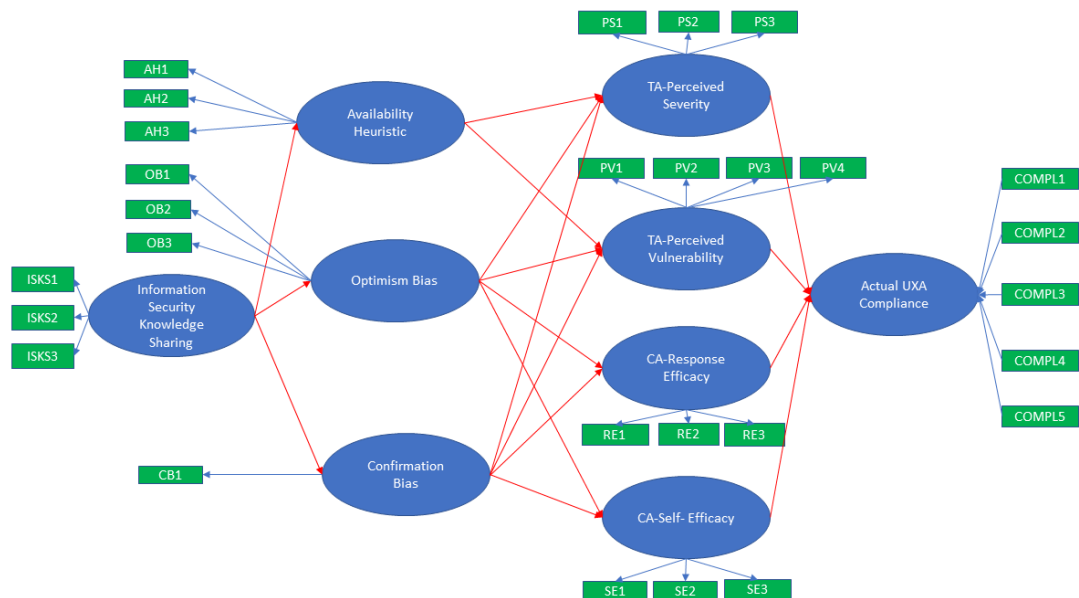 PS1
PS2
PS3
AH1
AH2
AH3
Availability
Heuristic
TA-Perceived
Severity
OB1
OB2
OB3
PV1
PV2
PV3
PV4
COMPL1
COMPL2
COMPL3
COMPL4
COMPL5
TA-Perceived
Vulnerability
Optimism Bias
Actual UXA
Compliance
ISKS1
ISKS2
ISKS3
Information
Security
Knowledge
Sharing
CA-Response
Efficacy
RE1
RE2
RE3
CB1
Confirmation
Bias
CA-Self- Efficacy
SE1
SE2
SE3